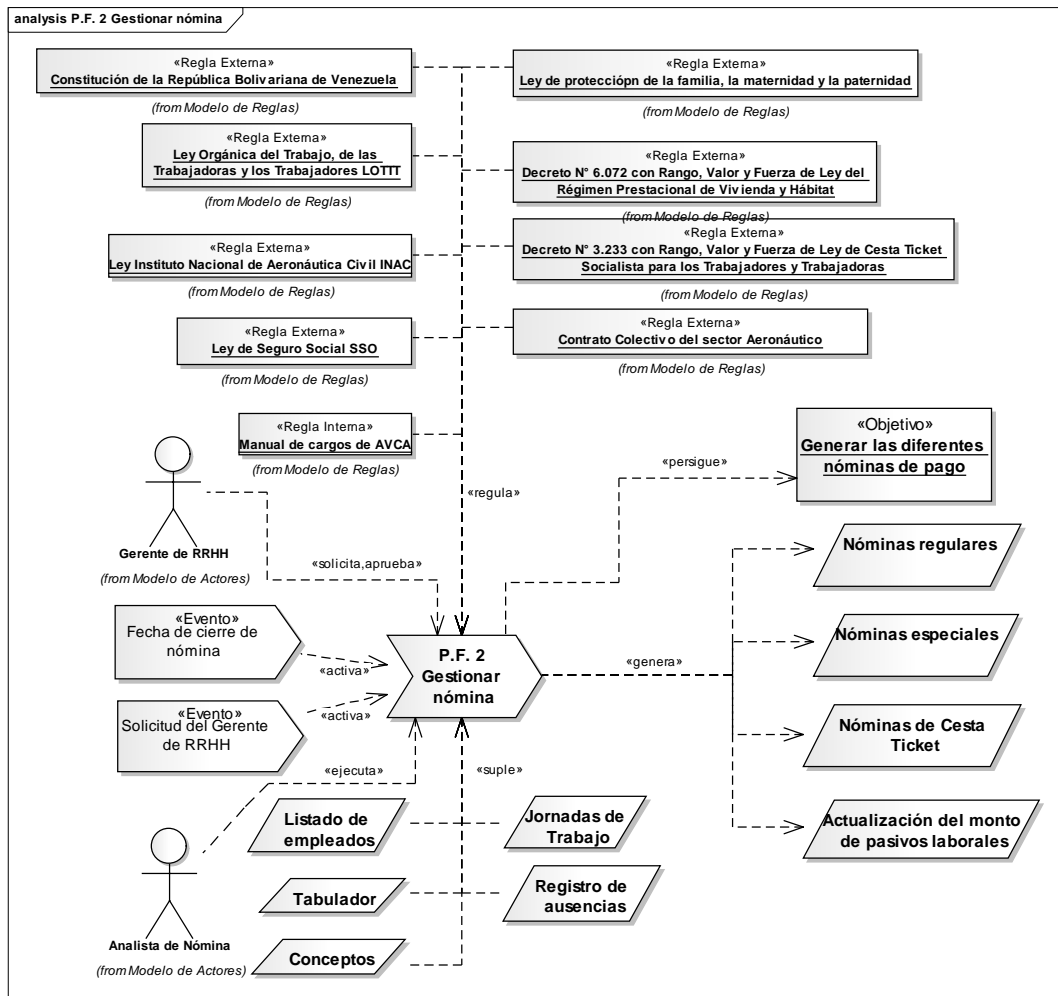 analysis P.F. 2 Gestionar nómina
«Regla Externa»
Constitución de la República Bolivariana de Venezuela
(from Modelo de Reglas)
«Regla Externa»
Ley de protecciópn de la familia, la maternidad y la paternidad
(from Modelo de Reglas)
«Regla Externa»
Ley Orgánica del Trabajo, de las
Trabajadoras y los Trabajadores LOTTT
(from Modelo de Reglas)
«Regla Externa»
Decreto N° 6.072 con Rango, Valor y Fuerza de Ley del
Régimen Prestacional de Vivienda y Hábitat
(from Modelo de Reglas)
«Regla Externa»
Ley Instituto Nacional de Aeronáutica Civil INAC
(from Modelo de Reglas)
«Regla Externa»
Decreto N° 3.233 con Rango, Valor y Fuerza de Ley de Cesta Ticket
Socialista para los Trabajadores y Trabajadoras
(from Modelo de Reglas)
«Regla Externa»
Ley de Seguro Social SSO
(from Modelo de Reglas)
«Regla Externa»
Contrato Colectivo del sector Aeronáutico
(from Modelo de Reglas)
«Regla Interna»
Manual de cargos de AVCA
(from Modelo de Reglas)
«Objetivo»
Generar las diferentes
nóminas de pago
«persigue»
«regula»
Gerente de RRHH
(from Modelo de Actores)
«solicita,aprueba»
Nóminas regulares
«Evento»
Fecha de cierre de
nómina
«activa»
P.F. 2
Gestionar
nómina
«genera»
Nóminas especiales
«Evento»
Solicitud del Gerente
de RRHH
«activa»
Nóminas de Cesta
Ticket
«ejecuta»
«suple»
Listado de
empleados
Jornadas de
Trabajo
Actualización del monto
de pasivos laborales
Tabulador
Registro de
ausencias
Analista de Nómina
(from Modelo de Actores)
Conceptos